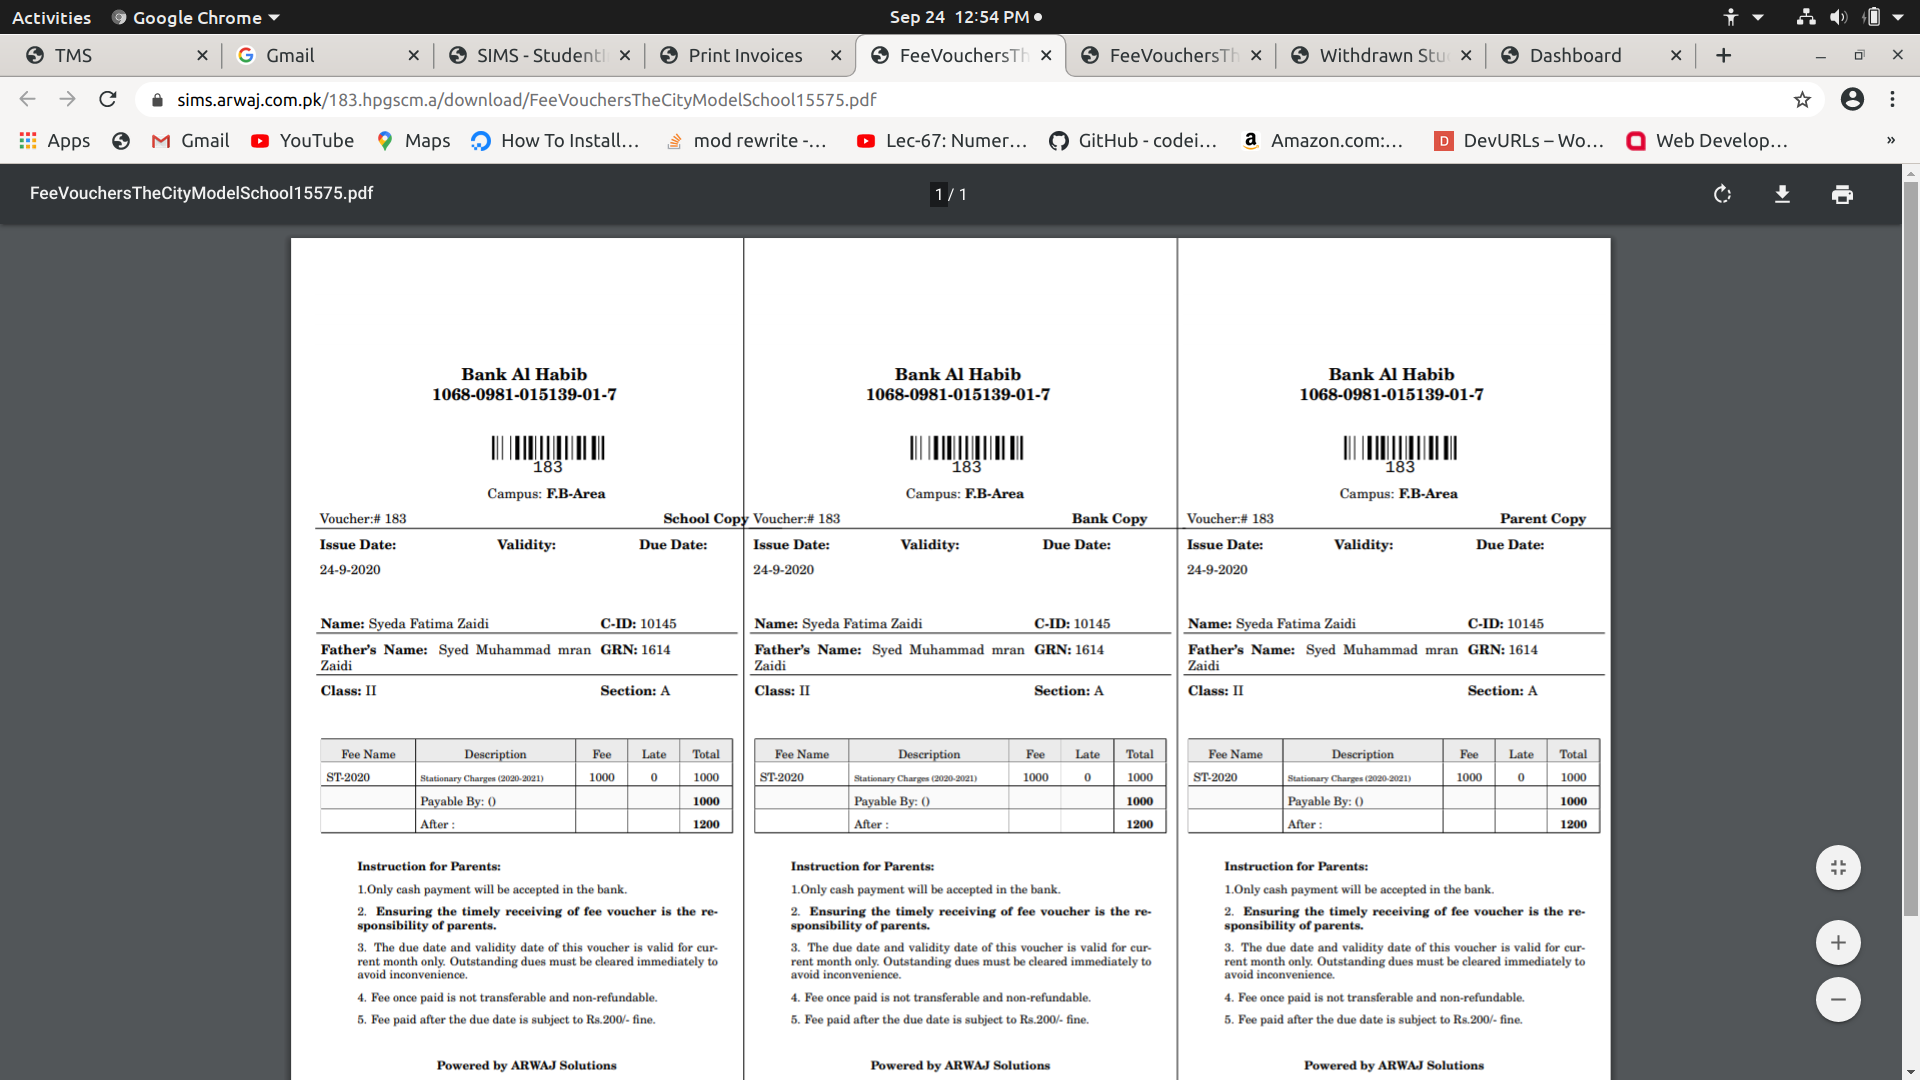 Activities Google Chrome Sep 24 12:54 PM
TMS Gmail SIMS - StudentI Print Invoices FeeVouchersTh FeeVouchersTh Withdrawn Stu Dashboard
sims.arwaj.com.pk/183.hpgscm.a/download/FeeVouchersTheCityModelSchool15575.pdf
Apps Gmail YouTube Maps How To Install... mod rewrite -... Lec-67: Numer... GitHub - codei... a Amazon.com:... D DevURLs – Wo... Web Develop... »
FeeVouchersTheCityModelSchool15575.pdf 1 / 1
Bank Al Habib
1068-0981-015139-01-7
183
Campus: F.B-Area
Voucher:# 183 School Copy
Issue Date: Validity: Due Date:
24-9-2020
Name: Syeda Fatima Zaidi C-ID: 10145
Father's Name: Syed Muhammad mran GRN: 1614
Zaidi
Class: II Section: A
Fee Name Description Fee Late Total
ST-2020 Stationary Charges (2020-2021) 1000 0 1000
Payable By: () 1000
After : 1200
Instruction for Parents:
1.Only cash payment will be accepted in the bank.
2. Ensuring the timely receiving of fee voucher is the re-
sponsibility of parents.
3. The due date and validity date of this voucher is valid for cur-
rent month only. Outstanding dues must be cleared immediately to
avoid inconvenience.
4. Fee once paid is not transferable and non-refundable.
5. Fee paid after the due date is subject to Rs.200/- fine.
Powered by ARWAJ Solutions
Bank Al Habib
1068-0981-015139-01-7
183
Campus: F.B-Area
Voucher:# 183 Bank Copy
Issue Date: Validity: Due Date:
24-9-2020
Name: Syeda Fatima Zaidi C-ID: 10145
Father's Name: Syed Muhammad mran GRN: 1614
Zaidi
Class: II Section: A
Fee Name Description Fee Late Total
ST-2020 Stationary Charges (2020-2021) 1000 0 1000
Payable By: () 1000
After : 1200
Instruction for Parents:
1.Only cash payment will be accepted in the bank.
2. Ensuring the timely receiving of fee voucher is the re-
sponsibility of parents.
3. The due date and validity date of this voucher is valid for cur-
rent month only. Outstanding dues must be cleared immediately to
avoid inconvenience.
4. Fee once paid is not transferable and non-refundable.
5. Fee paid after the due date is subject to Rs.200/- fine.
Powered by ARWAJ Solutions
Bank Al Habib
1068-0981-015139-01-7
183
Campus: F.B-Area
Voucher:# 183 Parent Copy
Issue Date: Validity: Due Date:
24-9-2020
Name: Syeda Fatima Zaidi C-ID: 10145
Father's Name: Syed Muhammad mran GRN: 1614
Zaidi
Class: II Section: A
Fee Name Description Fee Late Total
ST-2020 Stationary Charges (2020-2021) 1000 0 1000
Payable By: () 1000
After : 1200
Instruction for Parents:
1.Only cash payment will be accepted in the bank.
2. Ensuring the timely receiving of fee voucher is the re-
sponsibility of parents.
3. The due date and validity date of this voucher is valid for cur-
rent month only. Outstanding dues must be cleared immediately to
avoid inconvenience.
4. Fee once paid is not transferable and non-refundable.
5. Fee paid after the due date is subject to Rs.200/- fine.
Powered by ARWAJ Solutions